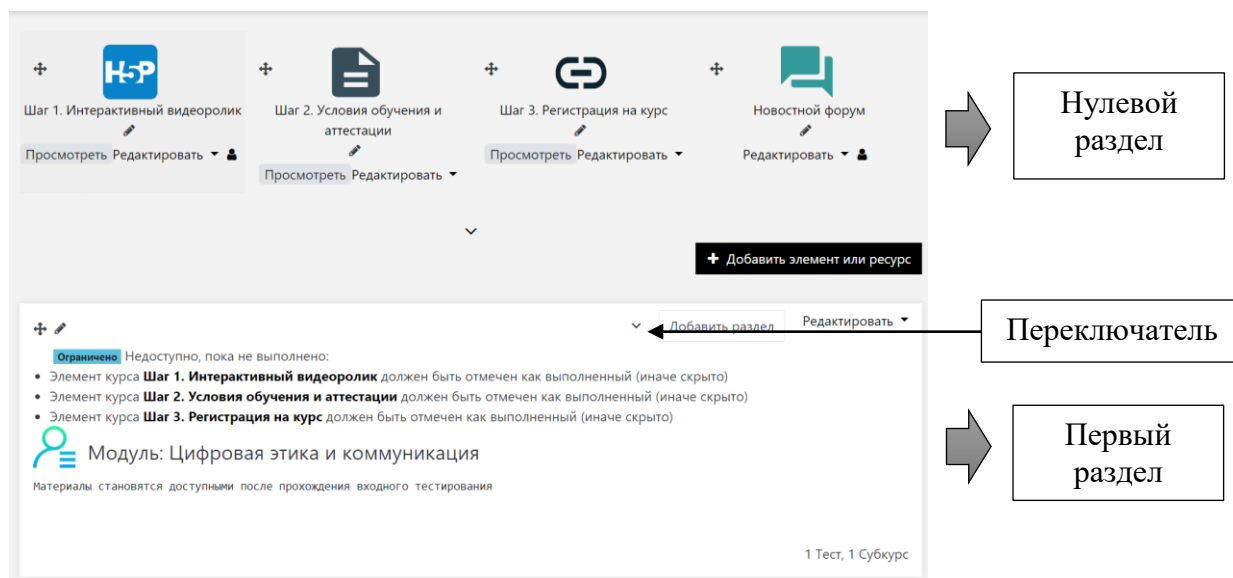 H5P
Шаг 1. Интерактивный видеоролик
Просмотреть Редактировать
Шаг 2. Условия обучения и
аттестации
Просмотреть Редактировать
Шаг 3. Регистрация на курс
Просмотреть Редактировать
Новостной форум
Редактировать
Нулевой
раздел
+ Добавить элемент или ресурс
Добавить раздел
Редактировать
Переключатель
Ограничено Недоступно, пока не выполнено:
• Элемент курса Шаг 1. Интерактивный видеоролик должен быть отмечен как выполненный (иначе скрыто)
• Элемент курса Шаг 2. Условия обучения и аттестации должен быть отмечен как выполненный (иначе скрыто)
• Элемент курса Шаг 3. Регистрация на курс должен быть отмечен как выполненный (иначе скрыто)
Модуль: Цифровая этика и коммуникация
Материалы становятся доступными после прохождения входного тестирования
Первый
раздел
1 Тест, 1 Субкурс